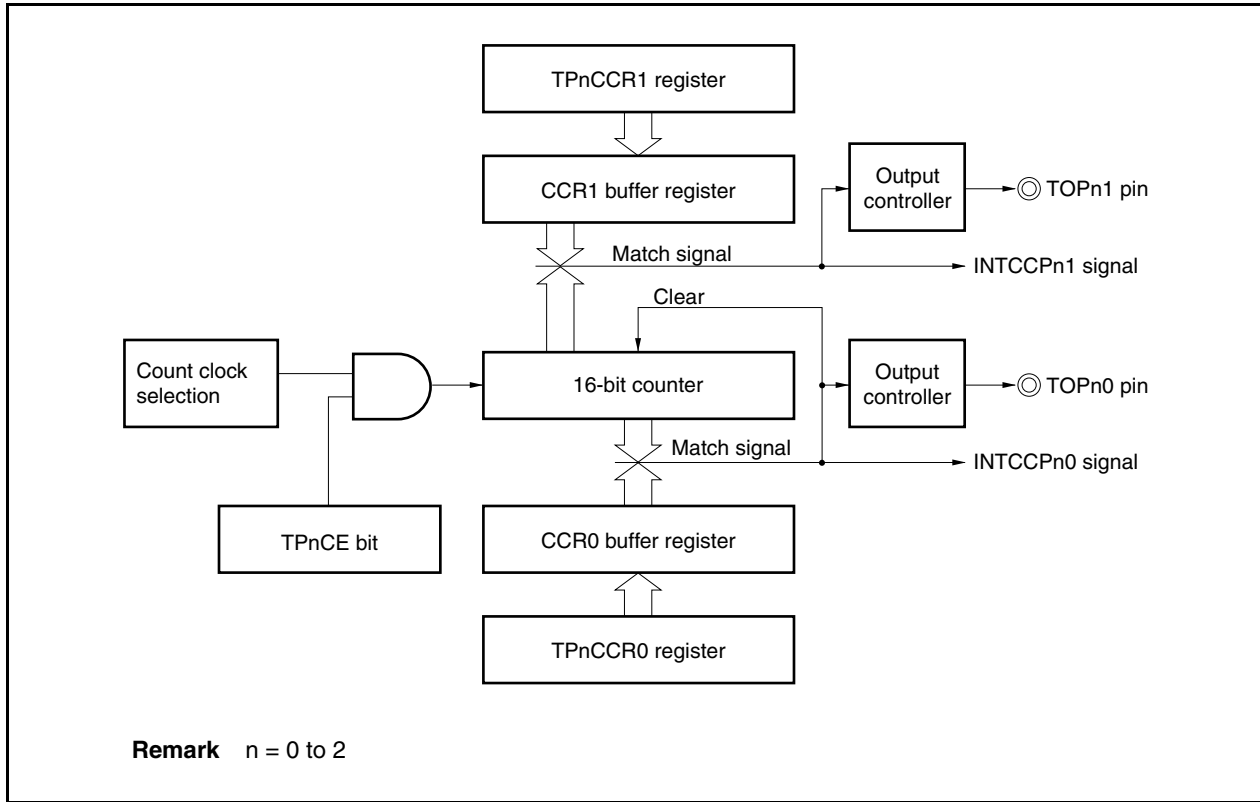 TPnCCR1 register
CCR1 buffer register
Output
controller
TOPn1 pin
Match signal
INTCCPn1 signal
Clear
Count clock
selection
16-bit counter
Output
controller
TOPn0 pin
Match signal
INTCCPn0 signal
TPnCE bit
CCR0 buffer register
TPnCCR0 register
Remark n = 0 to 2